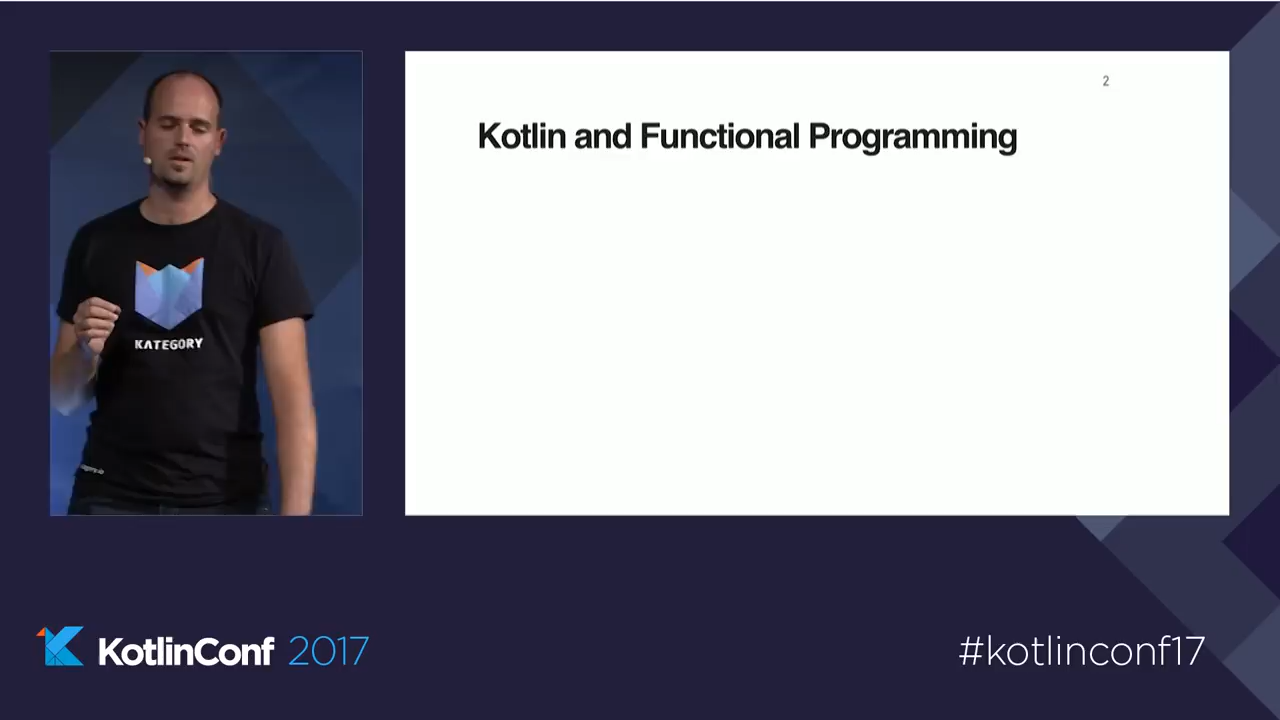 2
Kotlin and Functional Programming
KATEGORY
KotlinConf 2017
#kotlinconf17